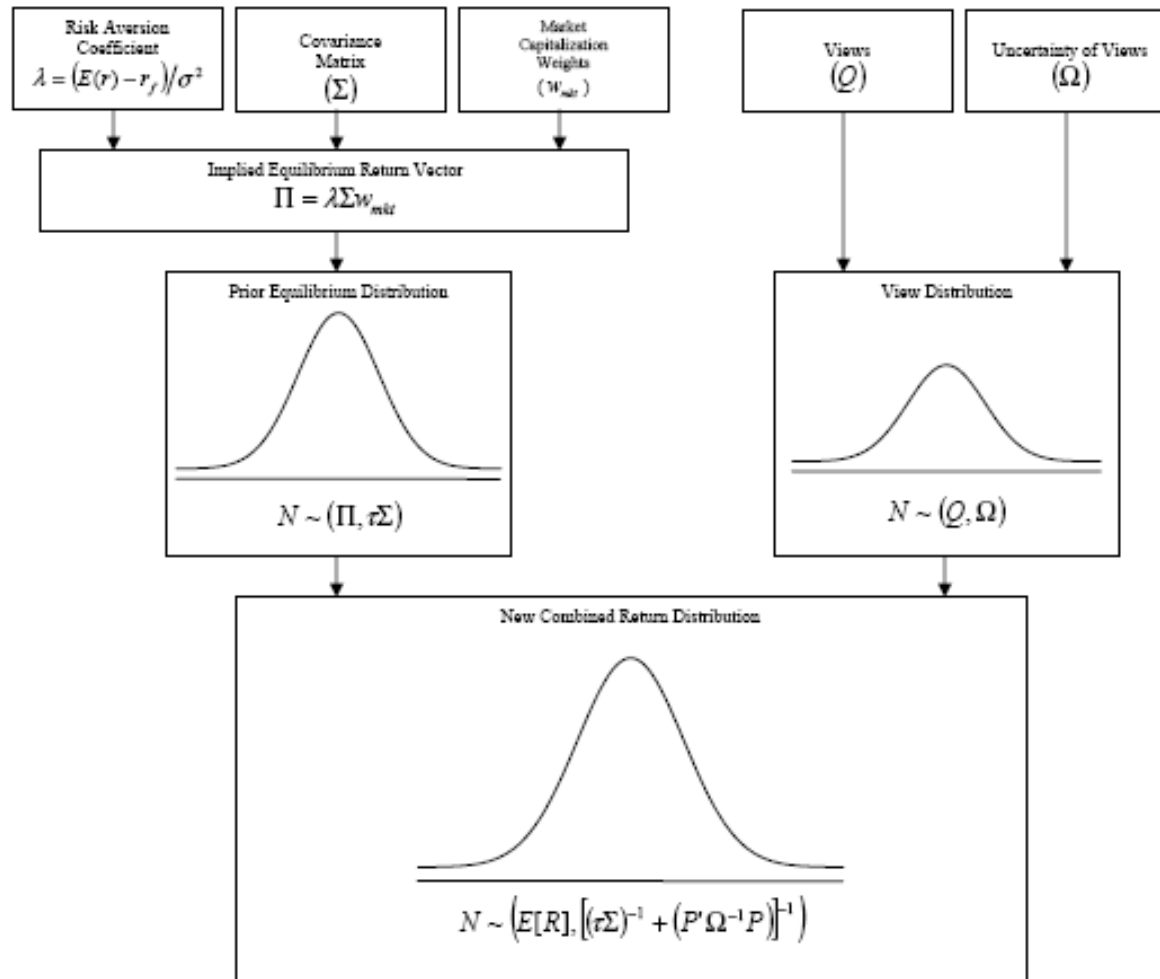 Risk Aversion
Coefficient
λ = (E(r) − r_f)/σ²
Covariance
Matrix
(Σ)
Market
Capitalization
Weights
(w_mkt)
Views
(Q)
Uncertainty of Views
(Ω)
Implied Equilibrium Return Vector
Π = λΣw_mkt
Prior Equilibrium Distribution
N ~ (Π, τΣ)
View Distribution
N ~ (Q, Ω)
New Combined Return Distribution
N ~ (E[R], [(τΣ)⁻¹ + (P'Ω⁻¹P)]⁻¹)